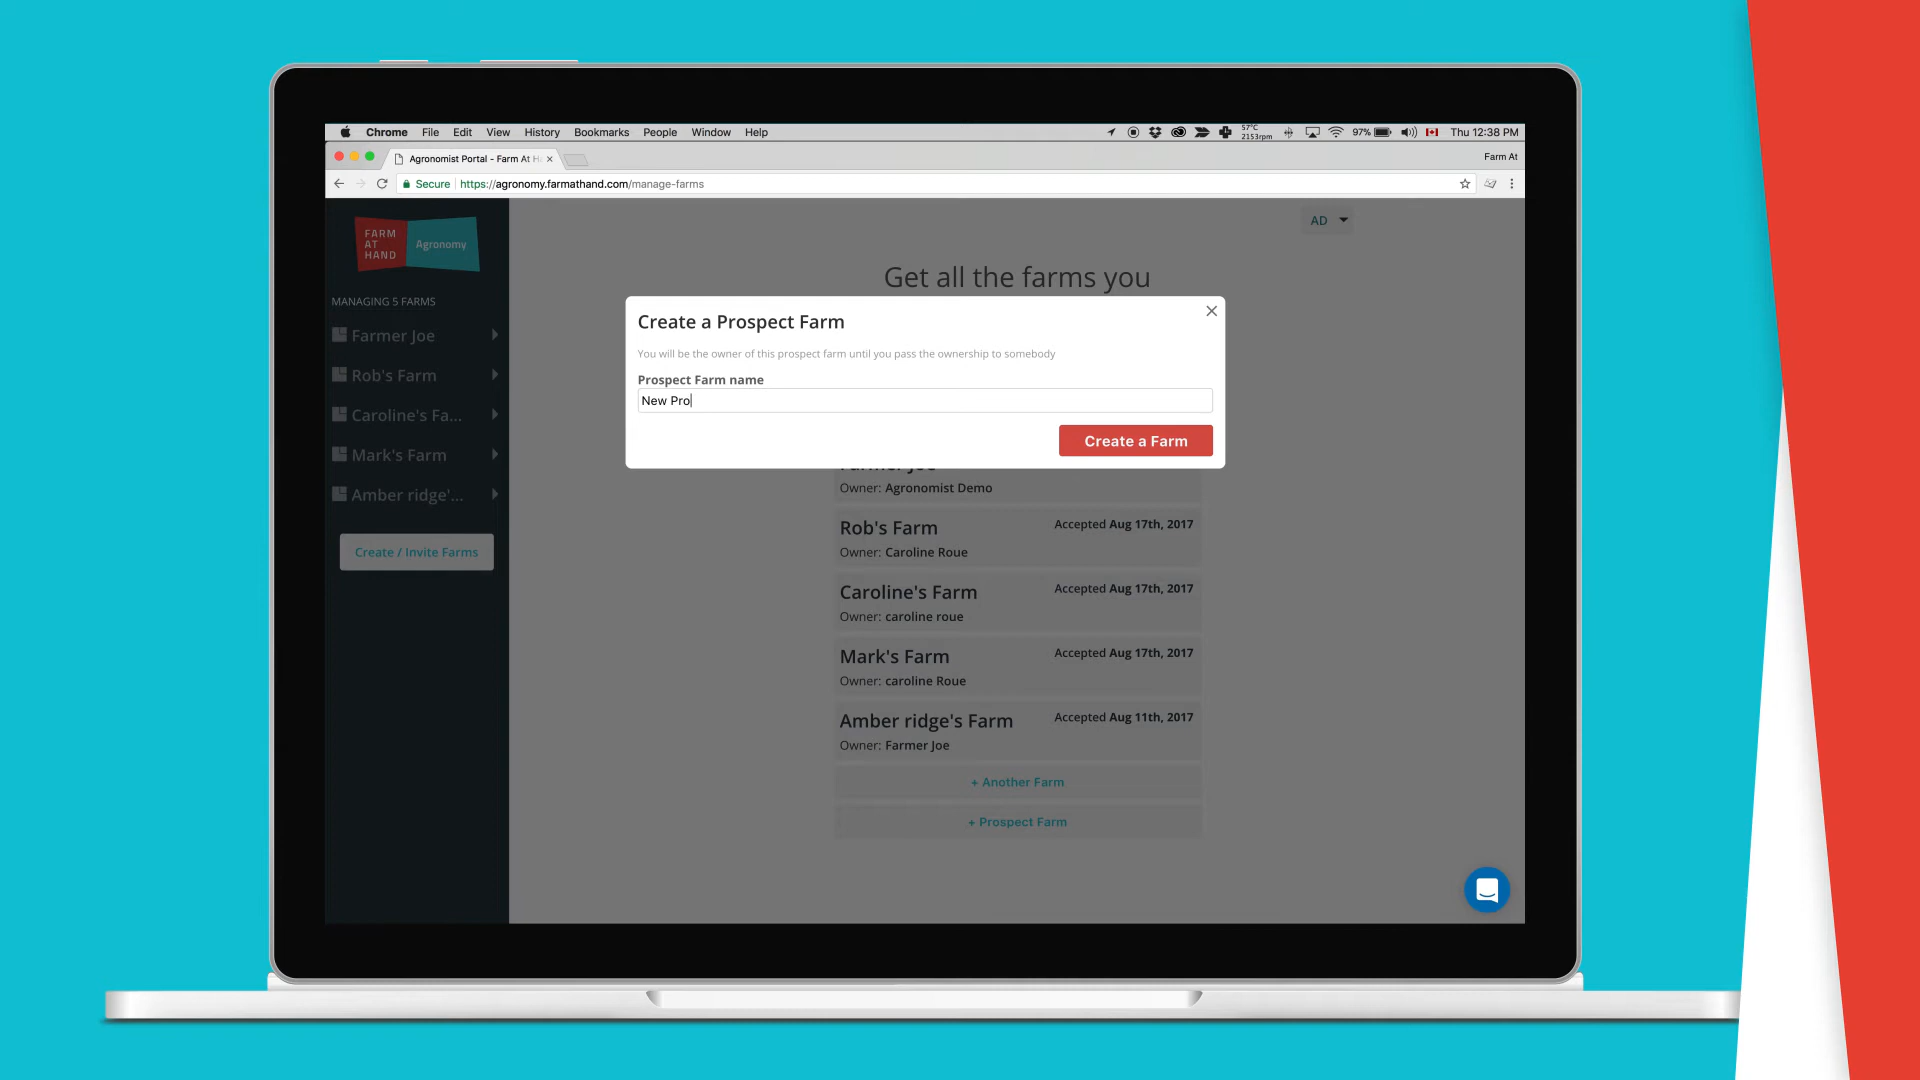 Chrome File Edit View History Bookmarks People Window Help
57°C
2153rpm
97%
Thu 12:38 PM
Agronomist Portal - Farm At H
Farm At
Secure https://agronomy.farmathand.com/manage-farms
FARM
AT
HAND
Agronomy
AD
Get all the farms you
MANAGING 5 FARMS
Farmer Joe
Rob's Farm
Caroline's Fa...
Mark's Farm
Amber ridge'...
Create / Invite Farms
Create a Prospect Farm
You will be the owner of this prospect farm until you pass the ownership to somebody
Prospect Farm name
New Pro
Create a Farm
Farmer Joe
Owner: Agronomist Demo
Rob's Farm
Accepted Aug 17th, 2017
Owner: Caroline Roue
Caroline's Farm
Accepted Aug 17th, 2017
Owner: caroline roue
Mark's Farm
Accepted Aug 17th, 2017
Owner: caroline Roue
Amber ridge's Farm
Accepted Aug 11th, 2017
Owner: Farmer Joe
+ Another Farm
+ Prospect Farm